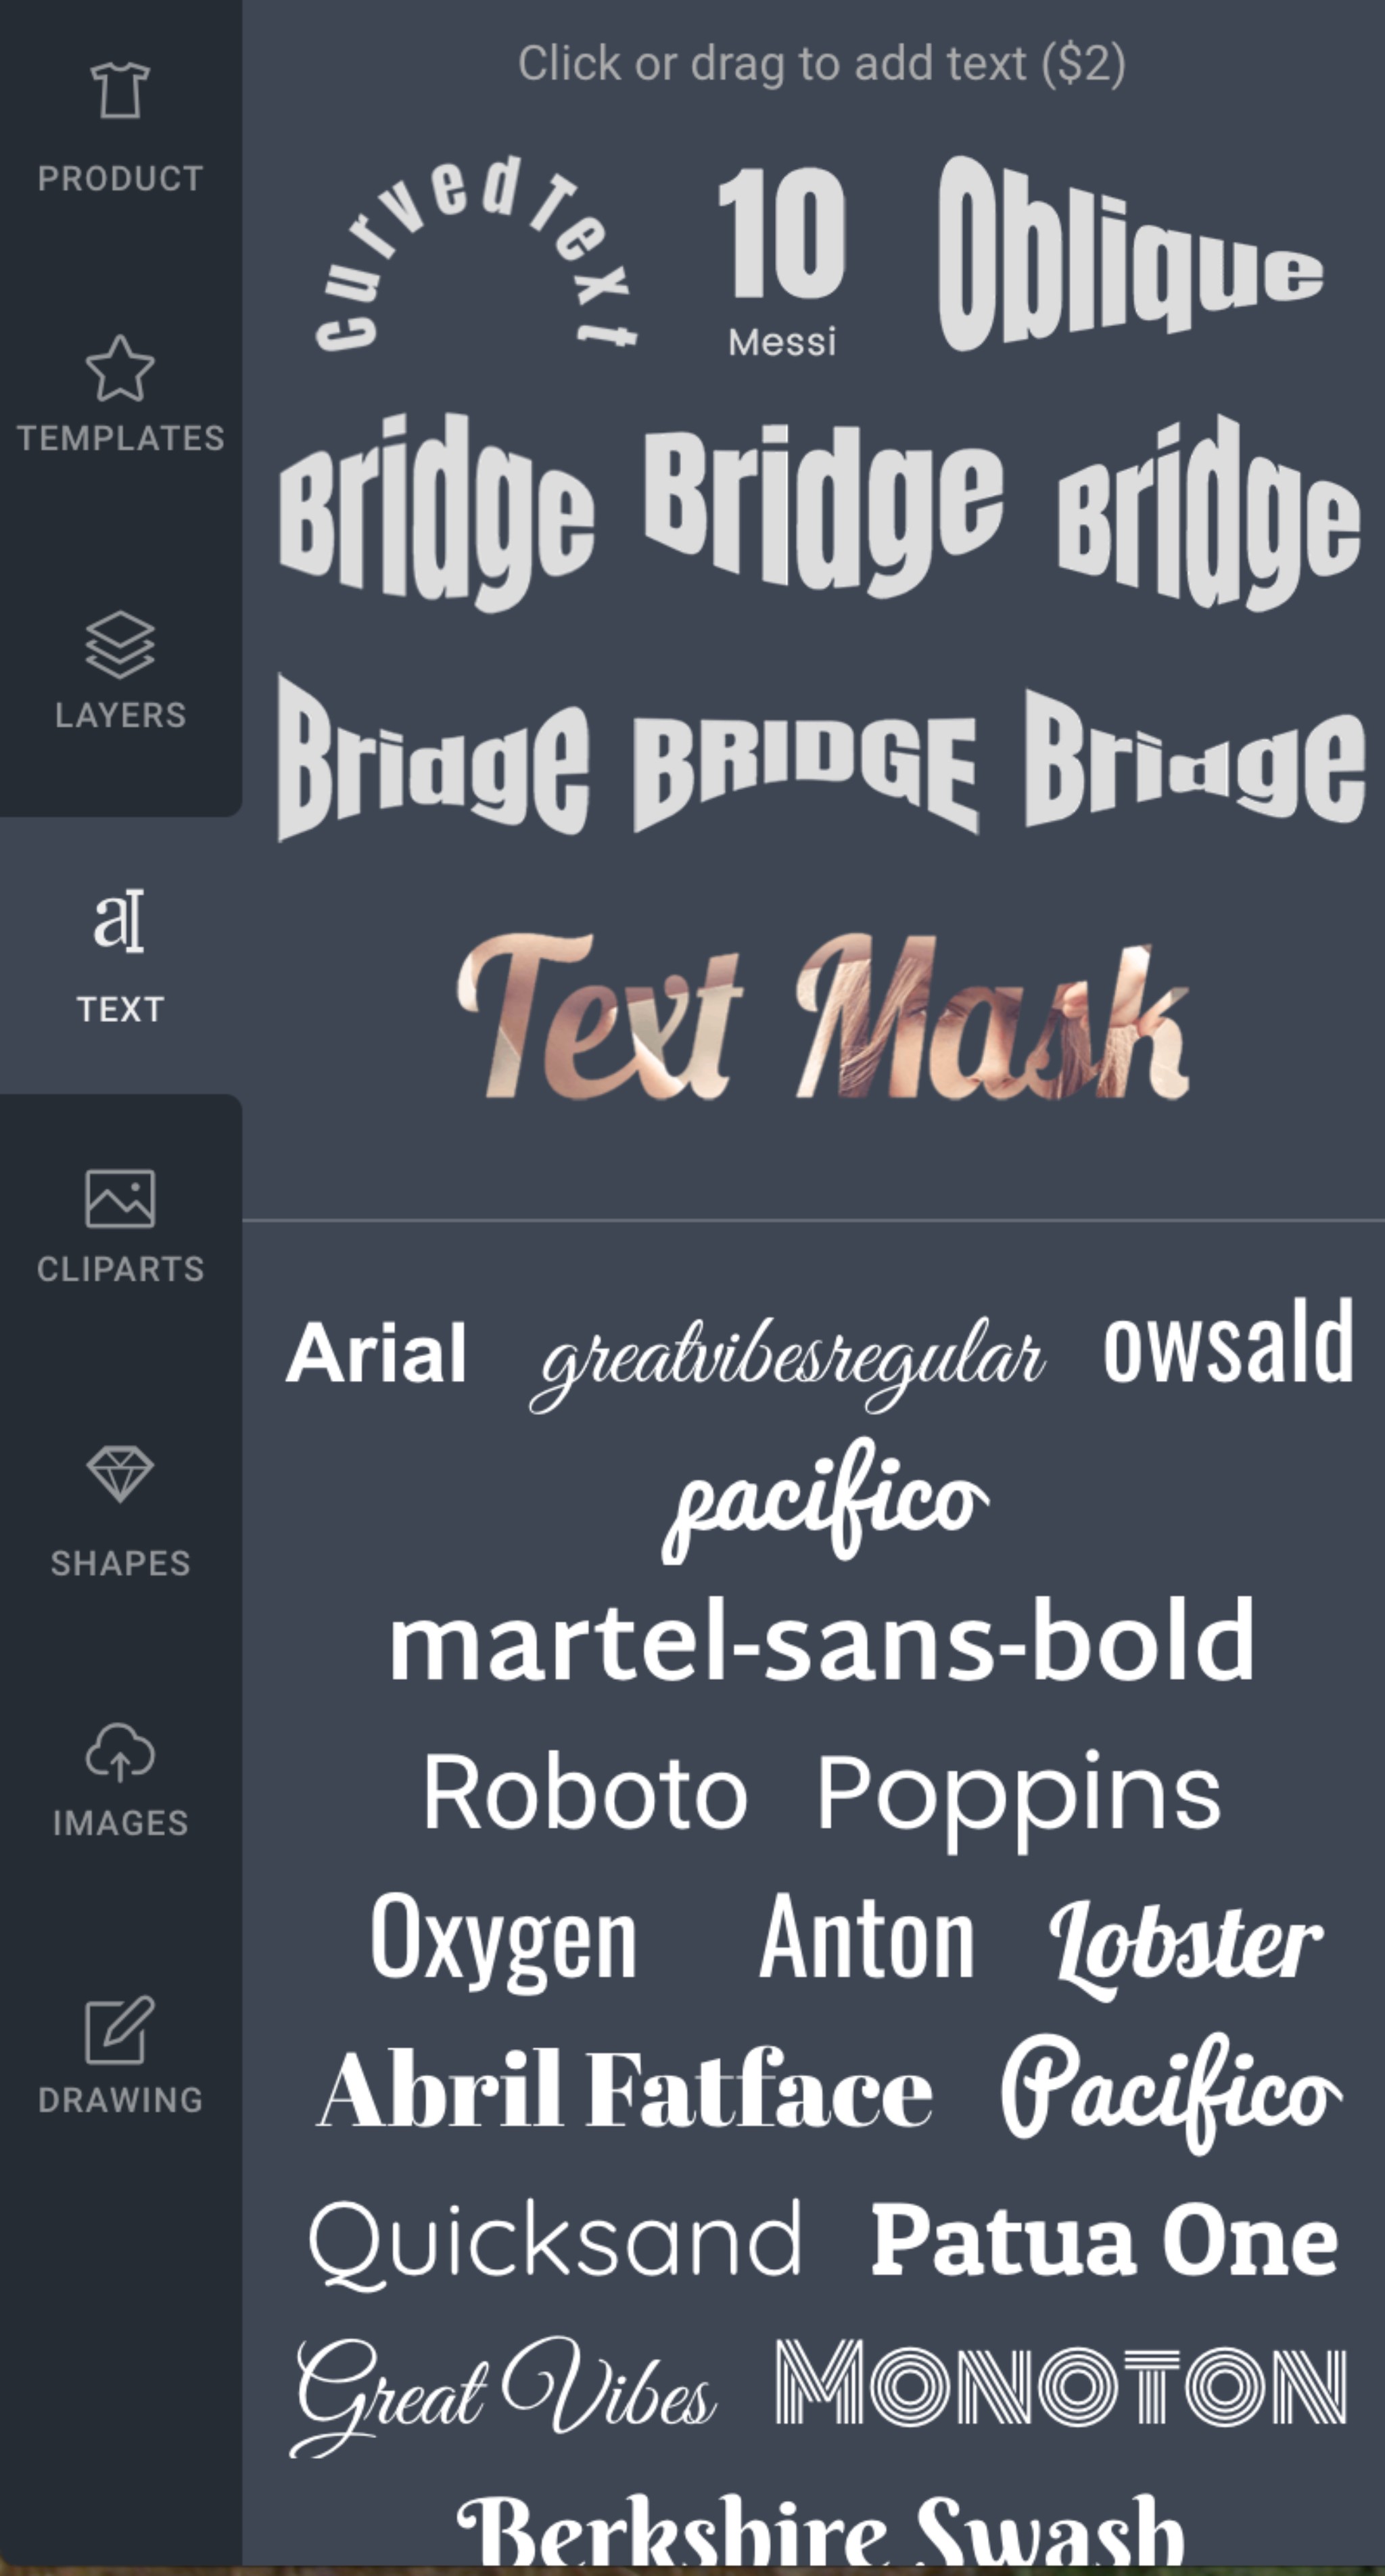 Click or drag to add text ($2)
PRODUCT
TEMPLATES
LAYERS
TEXT
CLIPARTS
SHAPES
IMAGES
DRAWING
curvedText 10 Oblique
Messi
Bridge Bridge Bridge
Bridge BRIDGE Bridge
Text Mask
Arial greatvibesregular owsald
pacifico
martel-sans-bold
Roboto Poppins
Oxygen Anton Lobster
Abril Fatface Pacifico
Quicksand Patua One
Great Vibes MONOTON
Berkshire Swash